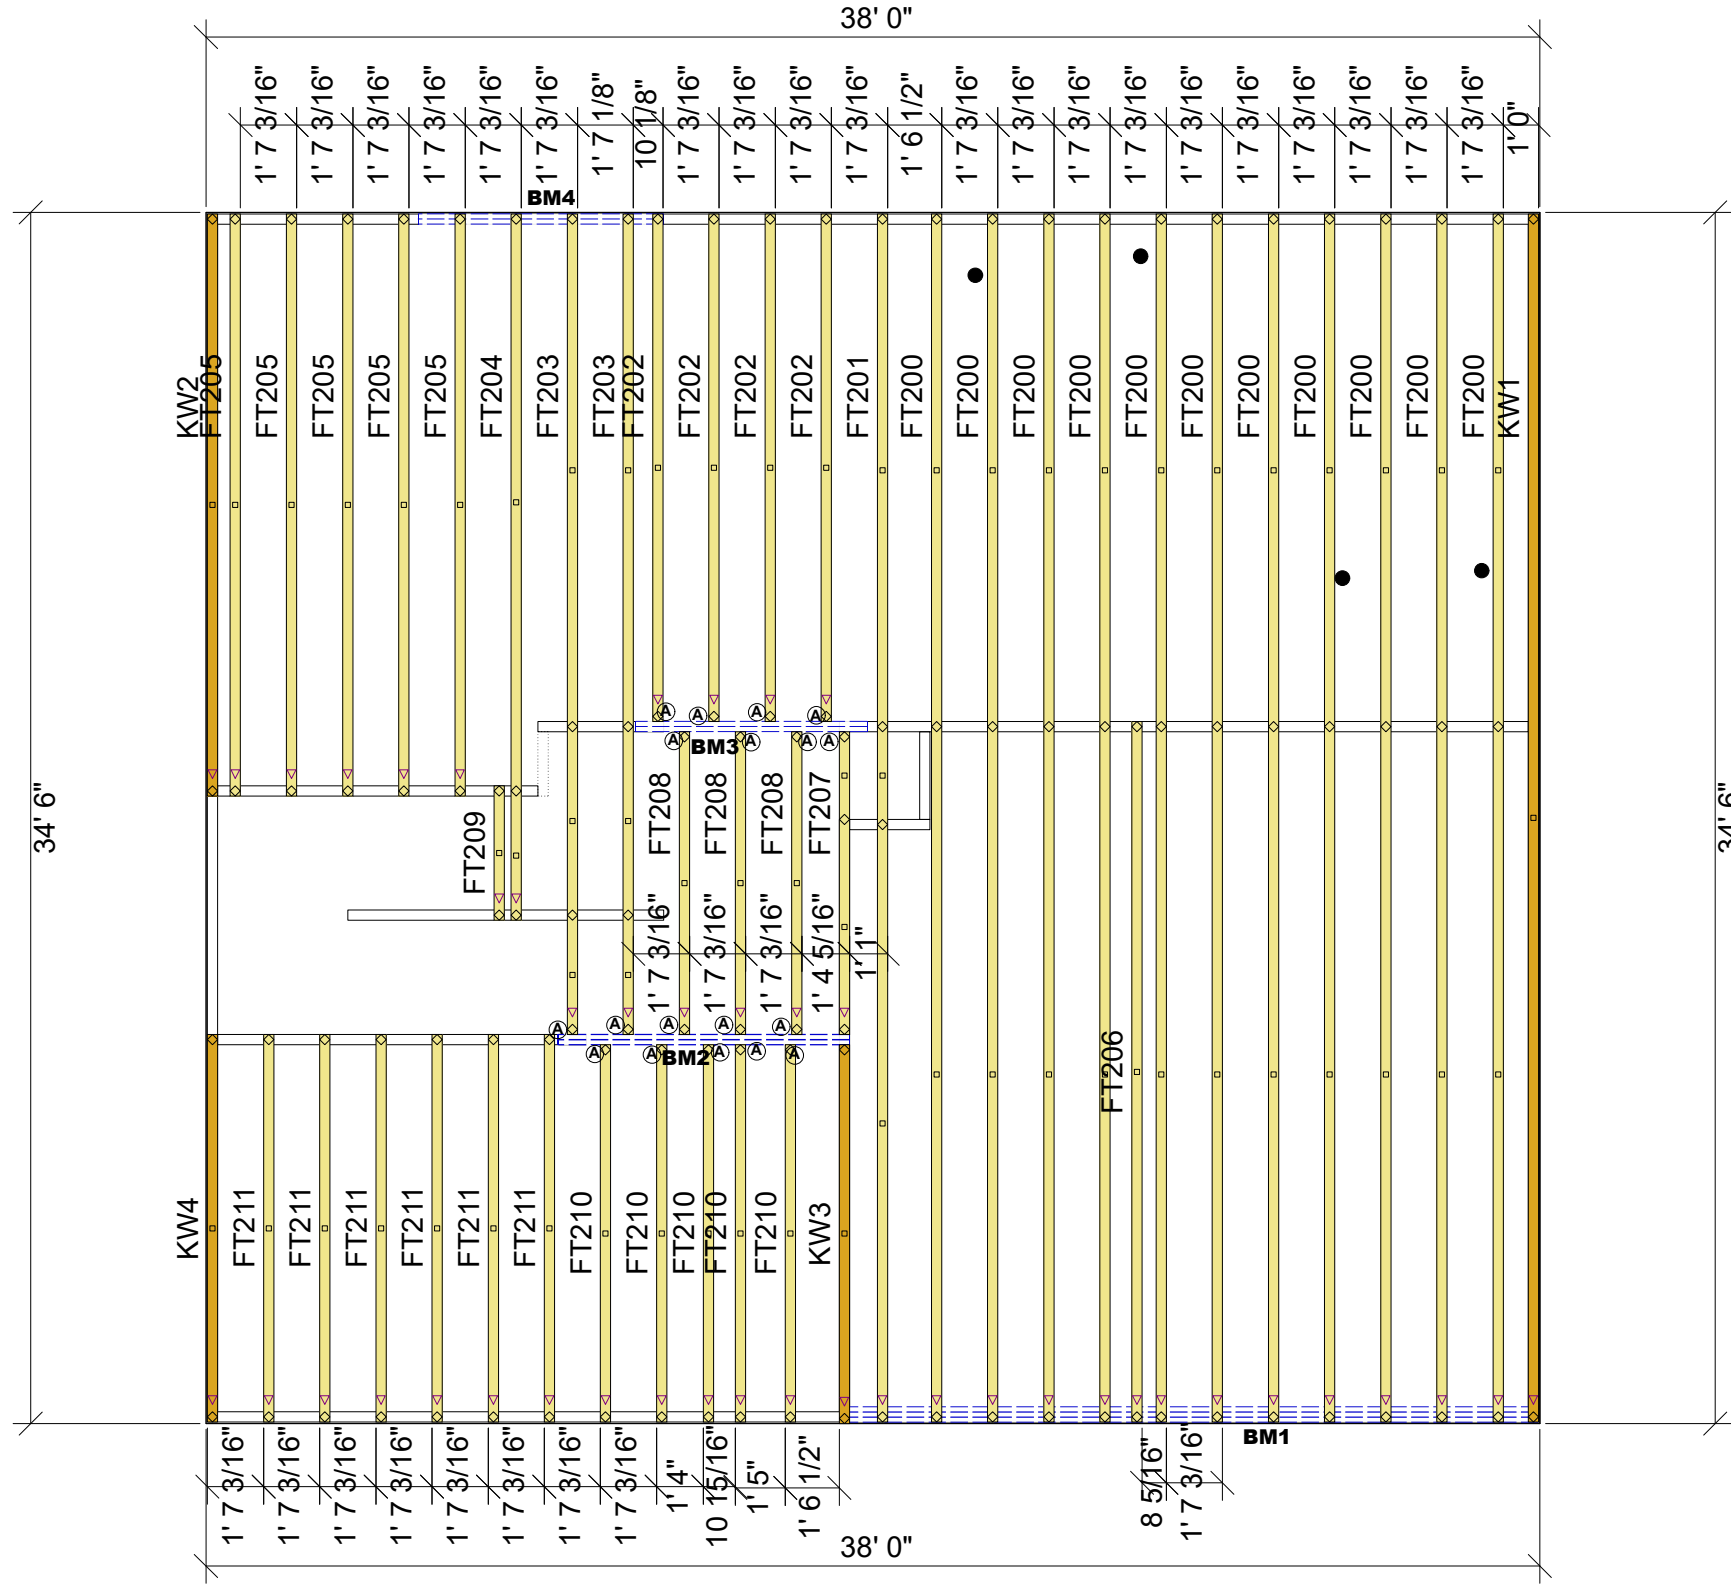 38' 0"
1' 7 3/16"
1' 7 3/16"
1' 7 3/16"
1' 7 3/16"
1' 7 3/16"
1' 7 3/16"
1' 7 1/8"
10 1/8"
1' 7 3/16"
1' 7 3/16"
1' 7 3/16"
1' 6 1/2"
1' 7 3/16"
1' 7 3/16"
1' 7 3/16"
1' 7 3/16"
1' 7 3/16"
1' 7 3/16"
1' 7 3/16"
1' 7 3/16"
1' 7 3/16"
1' 7 3/16"
1' 0"
BM4
KW2
FT205
FT205
FT205
FT205
FT205
FT204
FT203
FT203
FT202
FT202
FT202
FT202
FT201
FT200
FT200
FT200
FT200
FT200
FT200
FT200
FT200
FT200
FT200
FT200
KW1
A
A
A
A
A
BM3
A
A
A
34' 6"
34' 6"
FT209
FT208
FT208
FT208
FT207
1' 7 3/16"
1' 7 3/16"
1' 7 3/16"
1' 4 5/16"
1' 1"
A
A
A
A
A
A
A
BM2
A
A
A
FT206
KW4
FT211
FT211
FT211
FT211
FT211
FT211
FT210
FT210
FT210
FT210
FT210
KW3
BM1
1' 7 3/16"
1' 7 3/16"
1' 7 3/16"
1' 7 3/16"
1' 7 3/16"
1' 7 3/16"
1' 7 3/16"
1' 7 3/16"
1' 4"
10 15/16"
1' 5"
1' 6 1/2"
8 5/16"
1' 7 3/16"
38' 0"